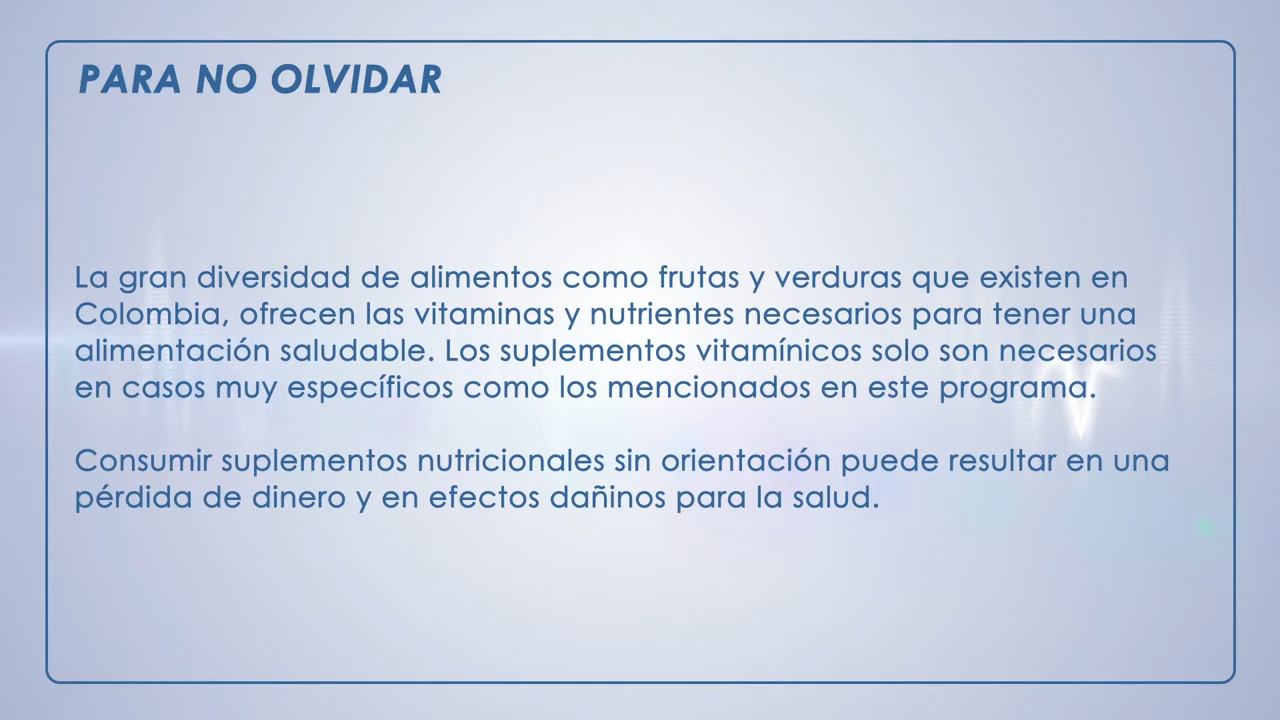 PARA NO OLVIDAR
La gran diversidad de alimentos como frutas y verduras que existen en
Colombia, ofrecen las vitaminas y nutrientes necesarios para tener una
alimentación saludable. Los suplementos vitamínicos solo son necesarios
en casos muy específicos como los mencionados en este programa.
Consumir suplementos nutricionales sin orientación puede resultar en una
pérdida de dinero y en efectos dañinos para la salud.